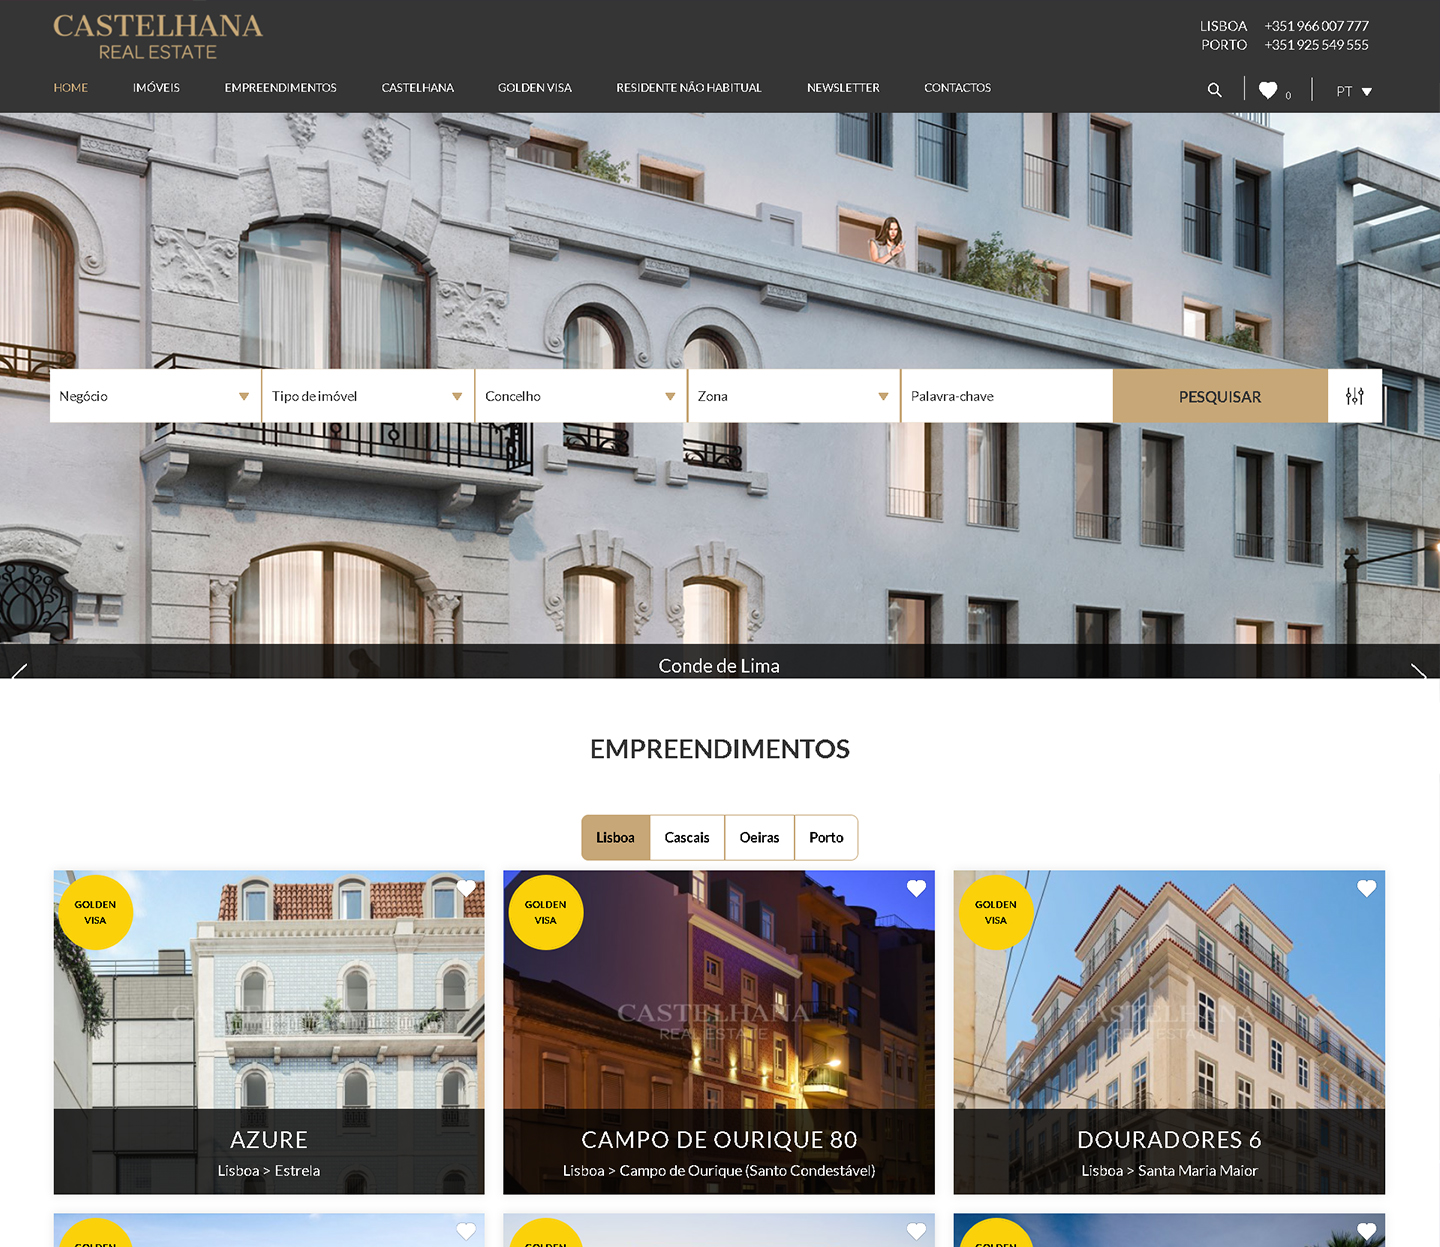 CASTELHANA
REAL ESTATE
LISBOA +351 966 007 777
PORTO +351 925 549 555
HOME IMÓVEIS EMPREENDIMENTOS CASTELHANA GOLDEN VISA RESIDENTE NÃO HABITUAL NEWSLETTER CONTACTOS
0 PT
Negócio Tipo de imóvel Concelho Zona Palavra-chave PESQUISAR
Conde de Lima
EMPREENDIMENTOS
Lisboa Cascais Oeiras Porto
GOLDEN
VISA
CASTELHANA
REAL ESTATE
AZURE
Lisboa > Estrela
GOLDEN
VISA
CASTELHANA
REAL ESTATE
CAMPO DE OURIQUE 80
Lisboa > Campo de Ourique (Santo Condestável)
GOLDEN
VISA
CASTELHANA
REAL ESTATE
DOURADORES 6
Lisboa > Santa Maria Maior
GOLDEN
GOLDEN
GOLDEN